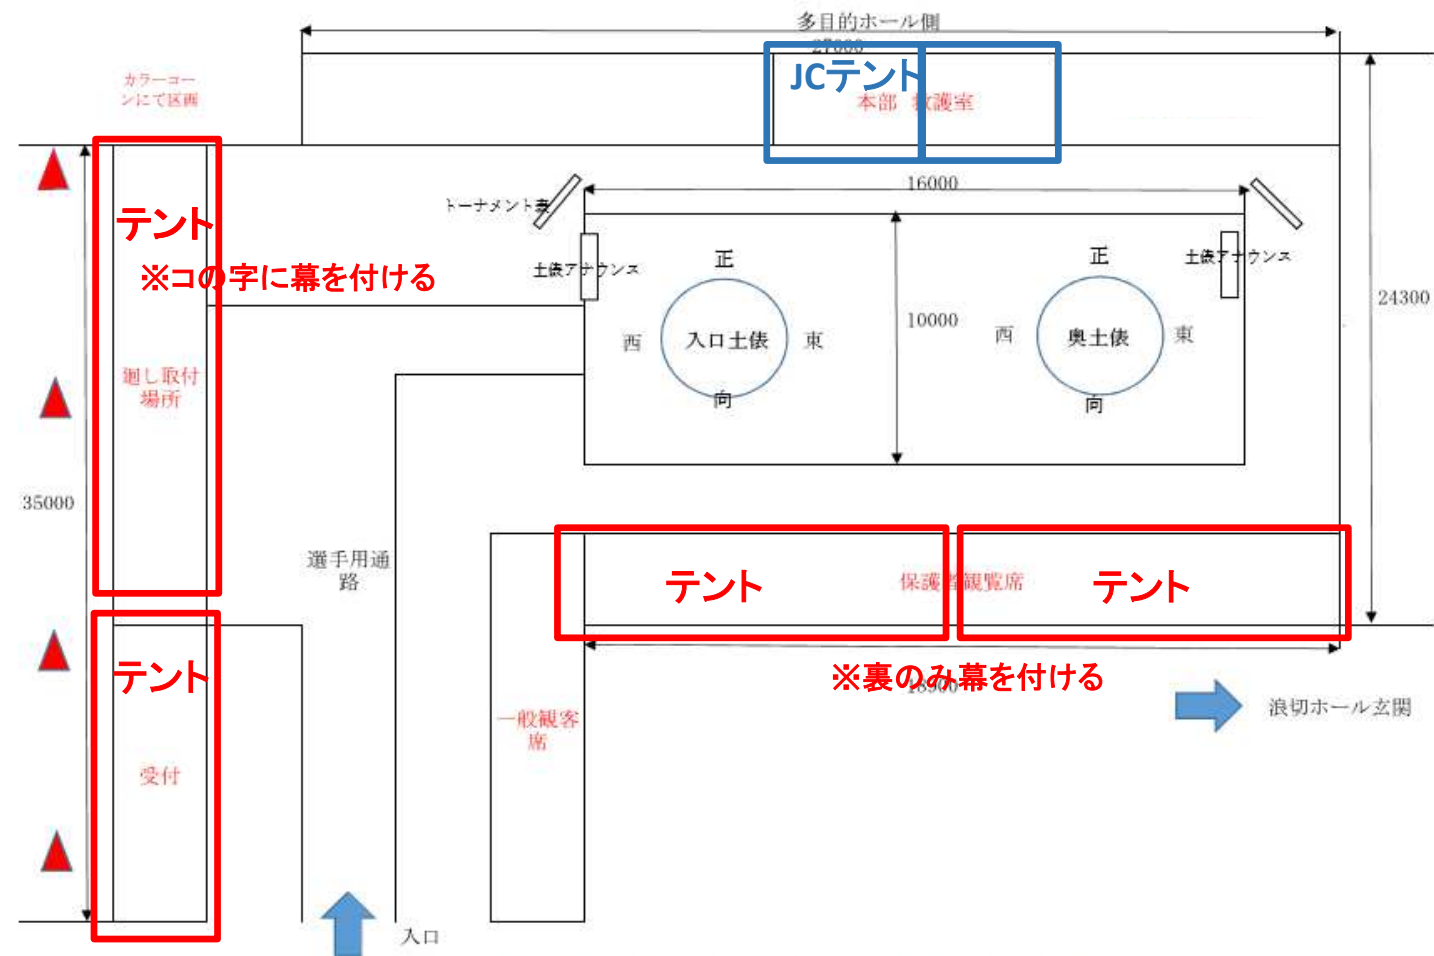 多目的ホール側
27000
カラーコー
ンにて区画
JCテント
本部 救護室
16000
トーナメント表
テント
※コの字に幕を付ける
土俵アナウンス
正
西
入口土俵
東
向
10000
正
西
奥土俵
東
向
土俵アナウンス
24300
廻し取付
場所
35000
選手用通
路
テント
保護者観覧席
テント
※裏のみ幕を付ける
18900
テント
受付
一般観客
席
浪切ホール玄関
入口